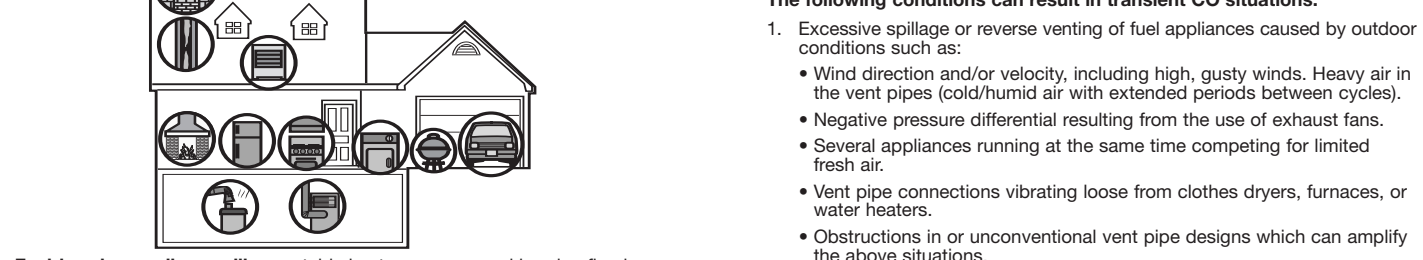 The following conditions can result in transient CO situations:
1. Excessive spillage or reverse venting of fuel appliances caused by outdoor
conditions such as:
• Wind direction and/or velocity, including high, gusty winds. Heavy air in
the vent pipes (cold/humid air with extended periods between cycles).
• Negative pressure differential resulting from the use of exhaust fans.
• Several appliances running at the same time competing for limited
fresh air.
• Vent pipe connections vibrating loose from clothes dryers, furnaces, or
water heaters.
• Obstructions in or unconventional vent pipe designs which can amplify
the above situations.